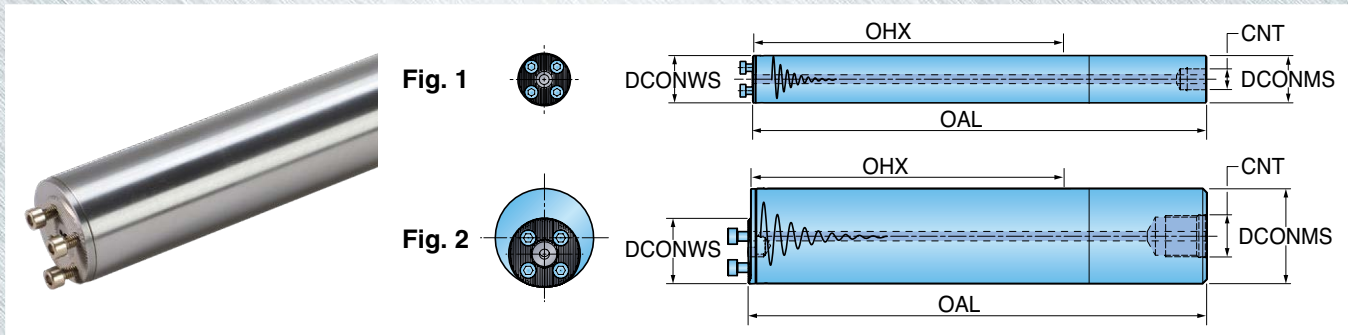 Fig. 1
OHX
CNT
DCONWS
DCONMS
OAL
Fig. 2
OHX
CNT
DCONWS
DCONMS
OAL